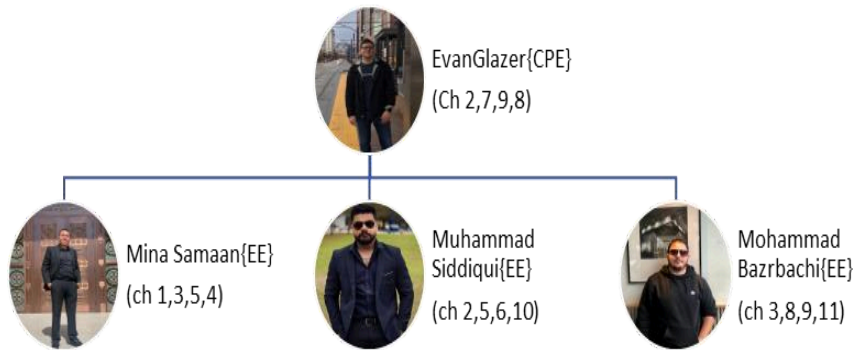 EvanGlazer{CPE}
(Ch 2,7,9,8)
Mina Samaan{EE}
(ch 1,3,5,4)
Muhammad
Siddiqui{EE}
(ch 2,5,6,10)
Mohammad
Bazrbachi{EE}
(ch 3,8,9,11)